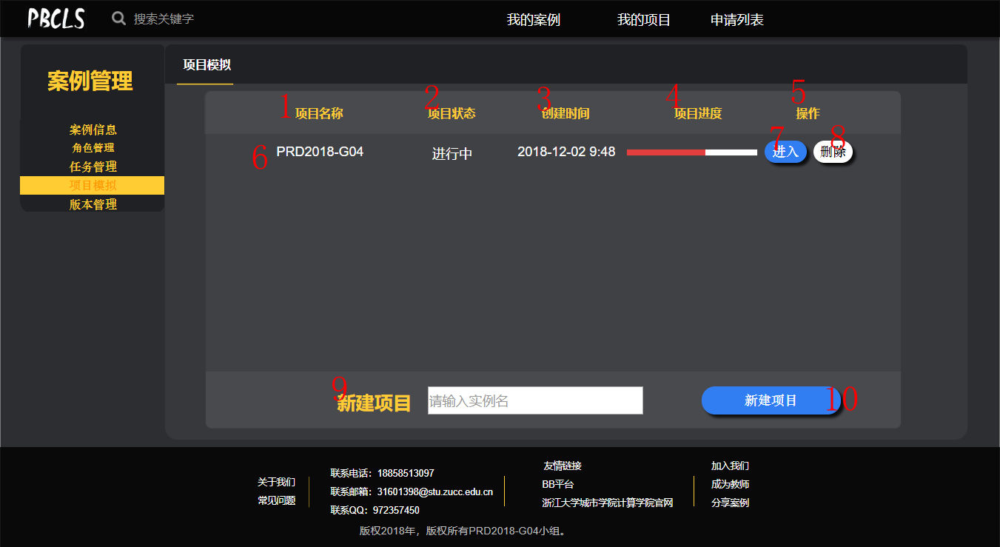 PBCLS 搜索关键字 我的案例 我的项目 申请列表
案例管理
案例信息
角色管理
任务管理
项目模拟
版本管理
项目模拟
1 项目名称 2 项目状态 3 创建时间 4 项目进度 5 操作
6 PRD2018-G04 进行中 2018-12-02 9:48 7 进入 8 删除
9 新建项目 请输入实例名 新建项目 10
关于我们
常见问题
联系电话：18858513097
联系邮箱：31601398@stu.zucc.edu.cn
联系QQ：972357450
友情链接
BB平台
浙江大学城市学院计算学院官网
加入我们
成为教师
分享案例
版权2018年，版权所有PRD2018-G04小组。